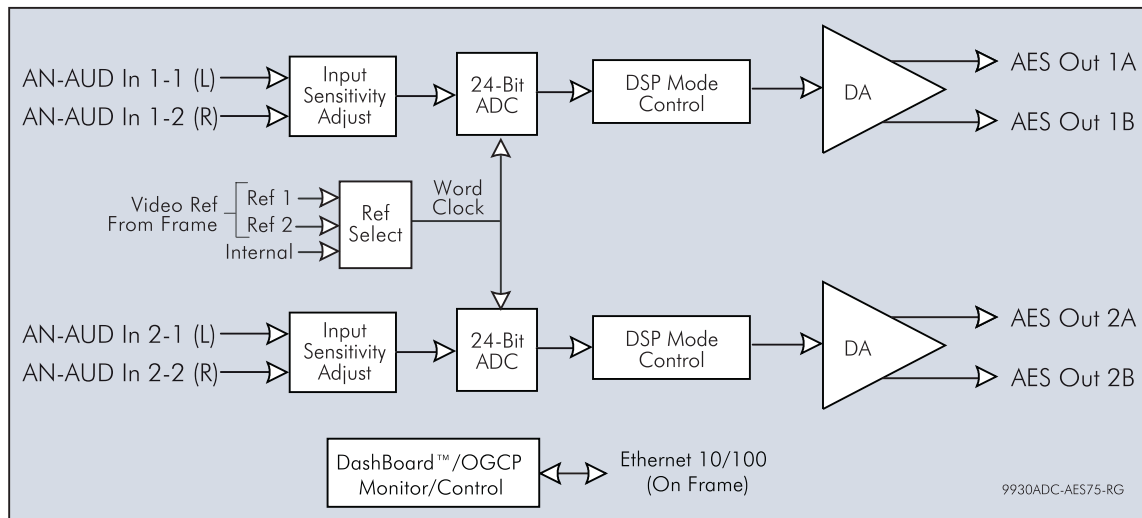 AN-AUD In 1-1 (L)
AN-AUD In 1-2 (R)
Input
Sensitivity
Adjust
24-Bit
ADC
DSP Mode
Control
DA
AES Out 1A
AES Out 1B
Video Ref
From Frame
Ref 1
Ref 2
Internal
Ref
Select
Word
Clock
AN-AUD In 2-1 (L)
AN-AUD In 2-2 (R)
Input
Sensitivity
Adjust
24-Bit
ADC
DSP Mode
Control
DA
AES Out 2A
AES Out 2B
DashBoard™/OGCP
Monitor/Control
Ethernet 10/100
(On Frame)
9930ADC-AES75-RG